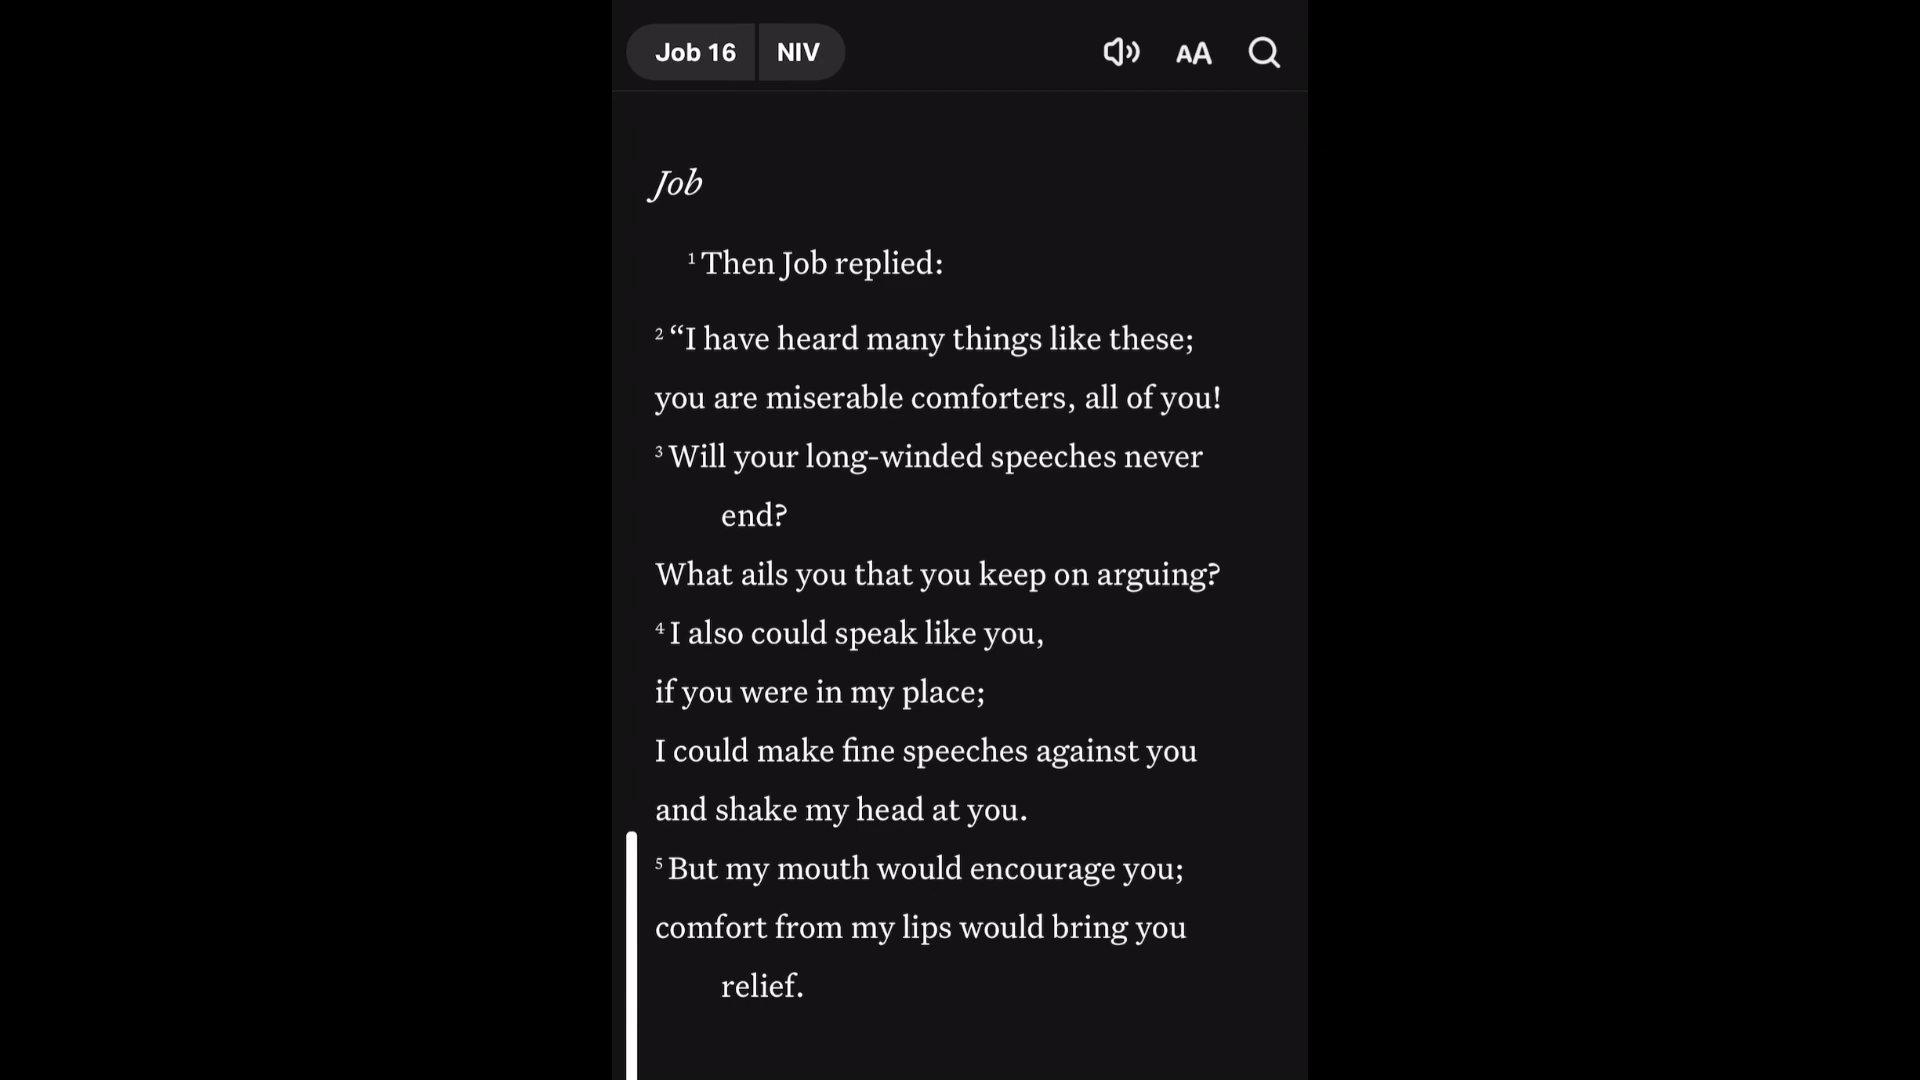 Job 16 NIV AA
Job
1 Then Job replied:
2 “I have heard many things like these;
you are miserable comforters, all of you!
3 Will your long-winded speeches never
end?
What ails you that you keep on arguing?
4 I also could speak like you,
if you were in my place;
I could make fine speeches against you
and shake my head at you.
5 But my mouth would encourage you;
comfort from my lips would bring you
relief.